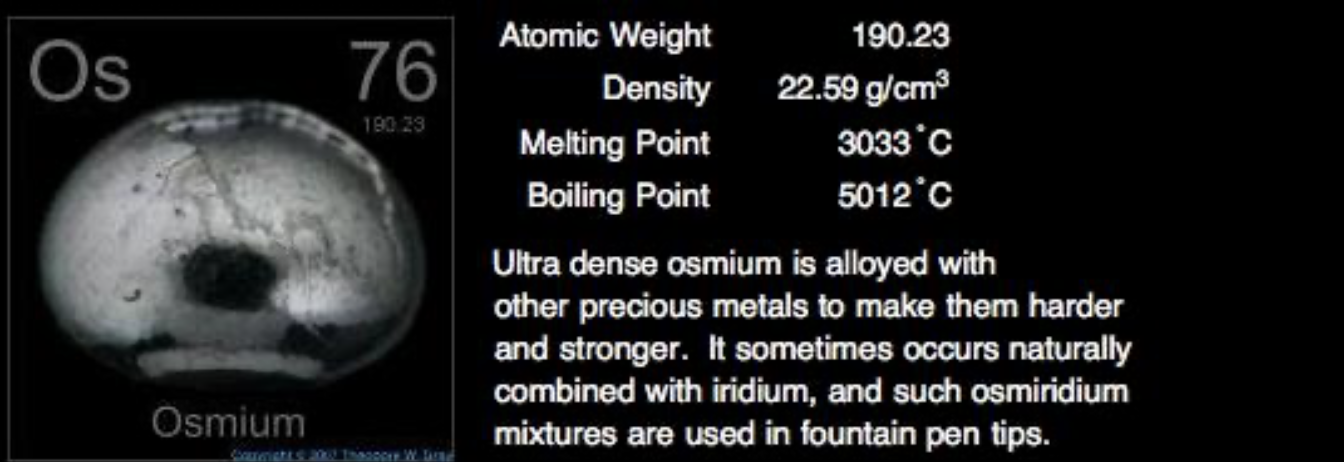 Os 76
190.23
Osmium
Copyright © 2007 Theodore W. Gray
Atomic Weight 190.23
Density 22.59 g/cm³
Melting Point 3033 °C
Boiling Point 5012 °C
Ultra dense osmium is alloyed with
other precious metals to make them harder
and stronger. It sometimes occurs naturally
combined with iridium, and such osmiridium
mixtures are used in fountain pen tips.